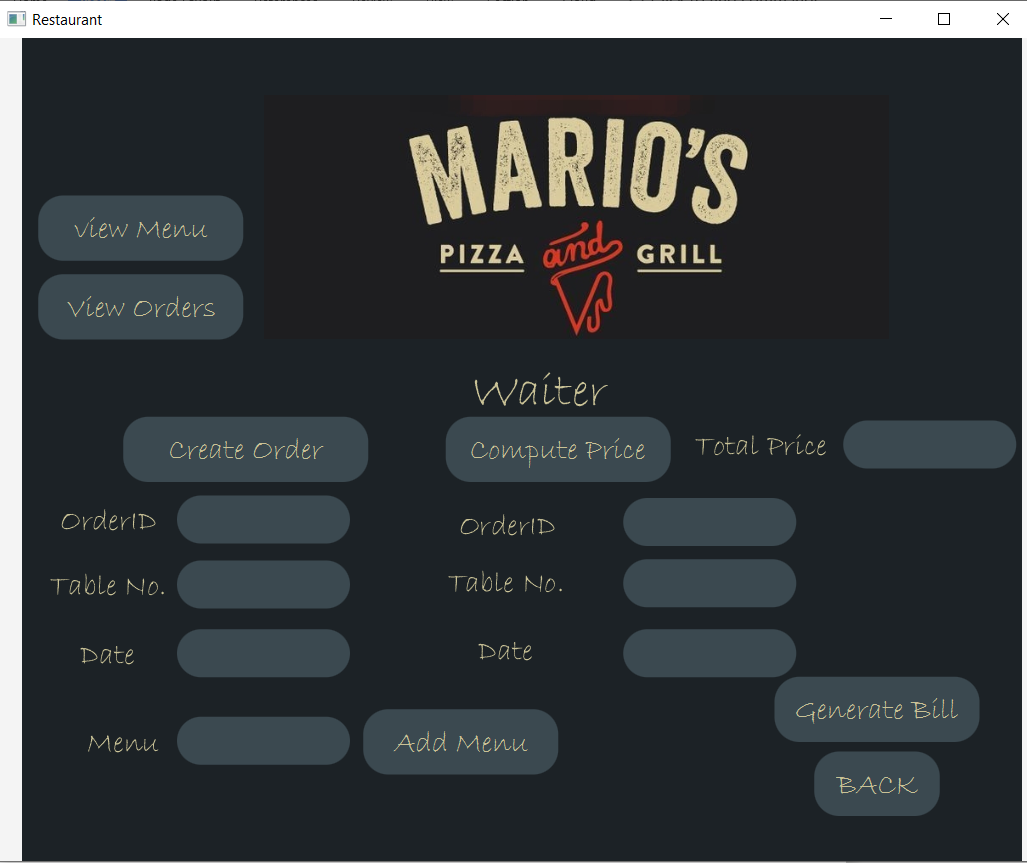 Restaurant
MARIO'S
PIZZA and GRILL
View Menu
View Orders
Waiter
Create Order
Compute Price
Total Price
OrderID
OrderID
Table No.
Table No.
Date
Date
Generate Bill
Menu
Add Menu
BACK